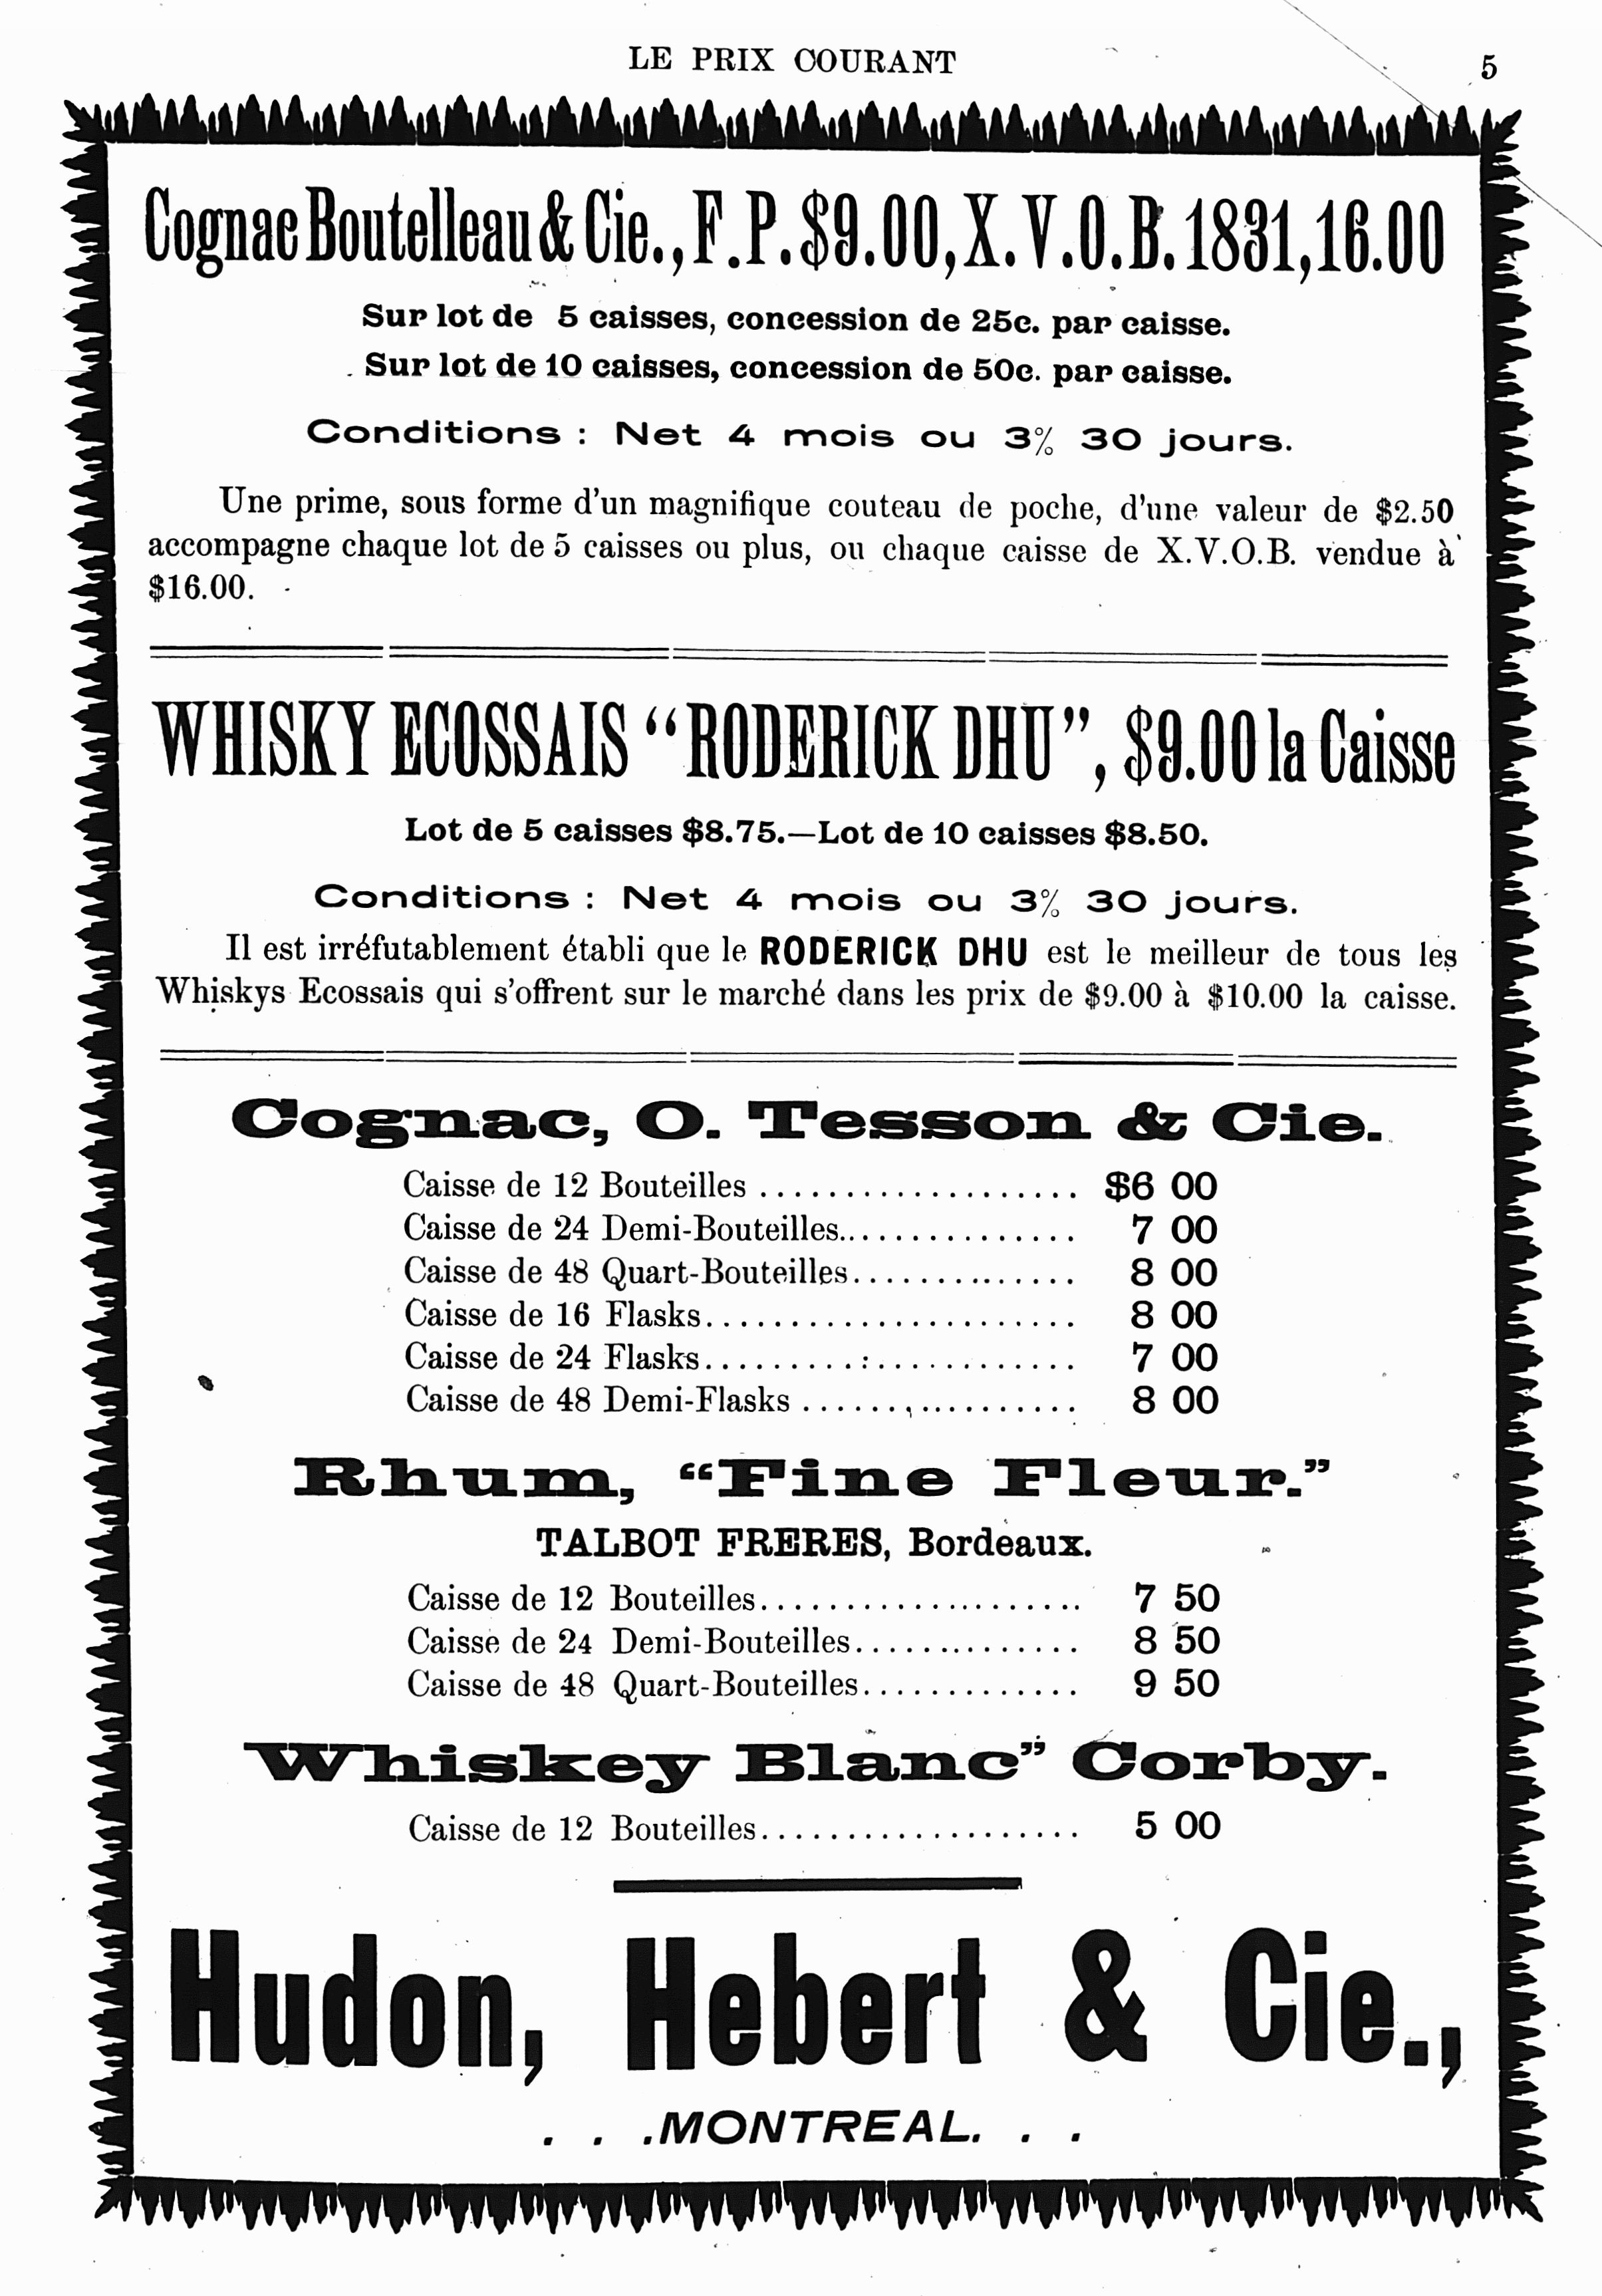 LE PRIX COURANT 5
Cognac Boutelleau & Cie., F.P. $9.00, X.V.O.B. 1831, 16.00
Sur lot de 5 caisses, concession de 25c. par caisse.
Sur lot de 10 caisses, concession de 50c. par caisse.
Conditions : Net 4 mois ou 3% 30 jours.
Une prime, sous forme d'un magnifique couteau de poche, d'une valeur de $2.50
accompagne chaque lot de 5 caisses ou plus, ou chaque caisse de X.V.O.B. vendue à
$16.00.
WHISKY ECOSSAIS "RODERICK DHU", $9.00 la Caisse
Lot de 5 caisses $8.75.—Lot de 10 caisses $8.50.
Conditions : Net 4 mois ou 3% 30 jours.
Il est irréfutablement établi que le RODERICK DHU est le meilleur de tous les
Whiskys Ecossais qui s'offrent sur le marché dans les prix de $9.00 à $10.00 la caisse.
Cognac, O. Tesson & Cie.
Caisse de 12 Bouteilles ................... $6 00
Caisse de 24 Demi-Bouteilles............... 7 00
Caisse de 48 Quart-Bouteilles.............. 8 00
Caisse de 16 Flasks...................... 8 00
Caisse de 24 Flasks...................... 7 00
Caisse de 48 Demi-Flasks ................. 8 00
Rhum, "Fine Fleur."
TALBOT FRERES, Bordeaux.
Caisse de 12 Bouteilles................... 7 50
Caisse de 24 Demi-Bouteilles.............. 8 50
Caisse de 48 Quart-Bouteilles............. 9 50
Whiskey Blanc" Corby.
Caisse de 12 Bouteilles................... 5 00
Hudon, Hebert & Cie.,
. . .MONTREAL. . .